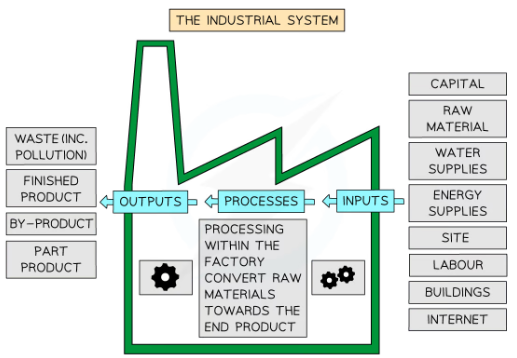 THE INDUSTRIAL SYSTEM
WASTE (INC.
POLLUTION)
FINISHED
PRODUCT
BY-PRODUCT
PART
PRODUCT
OUTPUTS
PROCESSES
INPUTS
PROCESSING
WITHIN THE
FACTORY
CONVERT RAW
MATERIALS
TOWARDS THE
END PRODUCT
CAPITAL
RAW
MATERIAL
WATER
SUPPLIES
ENERGY
SUPPLIES
SITE
LABOUR
BUILDINGS
INTERNET